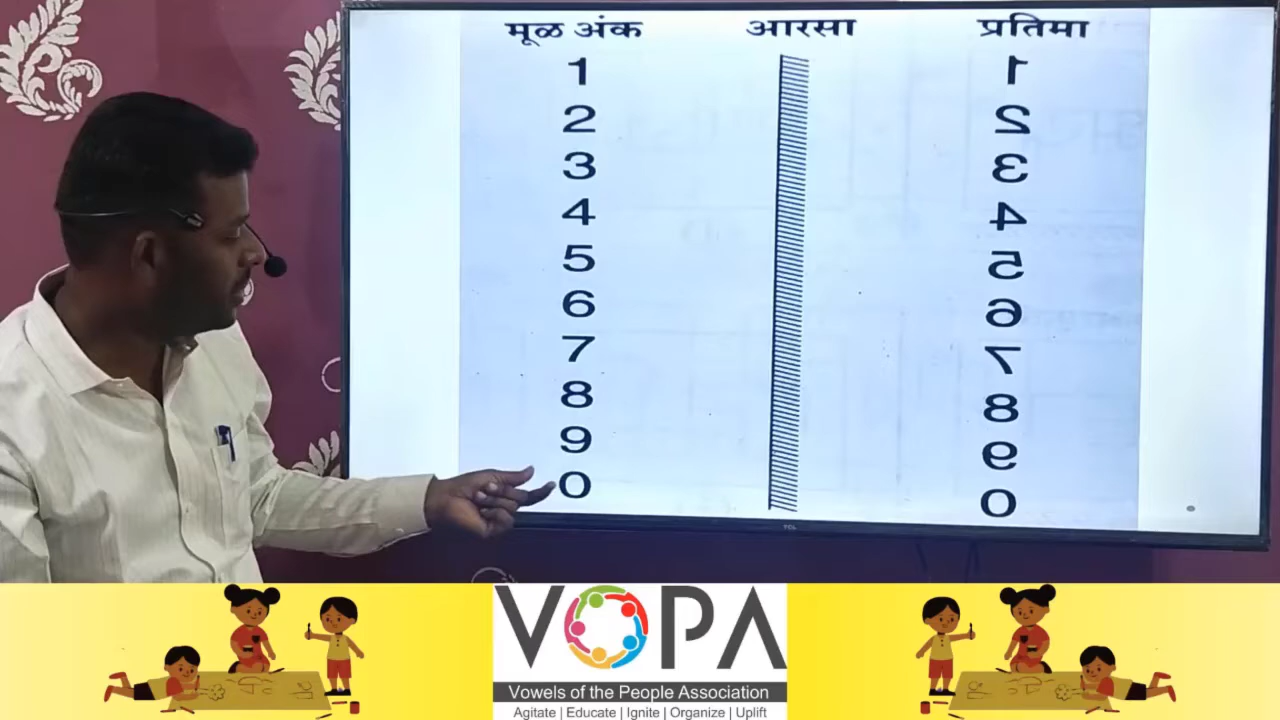 मूळ अंक आरसा प्रतिमा
1 1
2 2
3 3
4 4
5 5
6 6
7 7
8 8
9 9
0 0
TCL
VOPA
Vowels of the People Association
Agitate | Educate | Ignite | Organize | Uplift